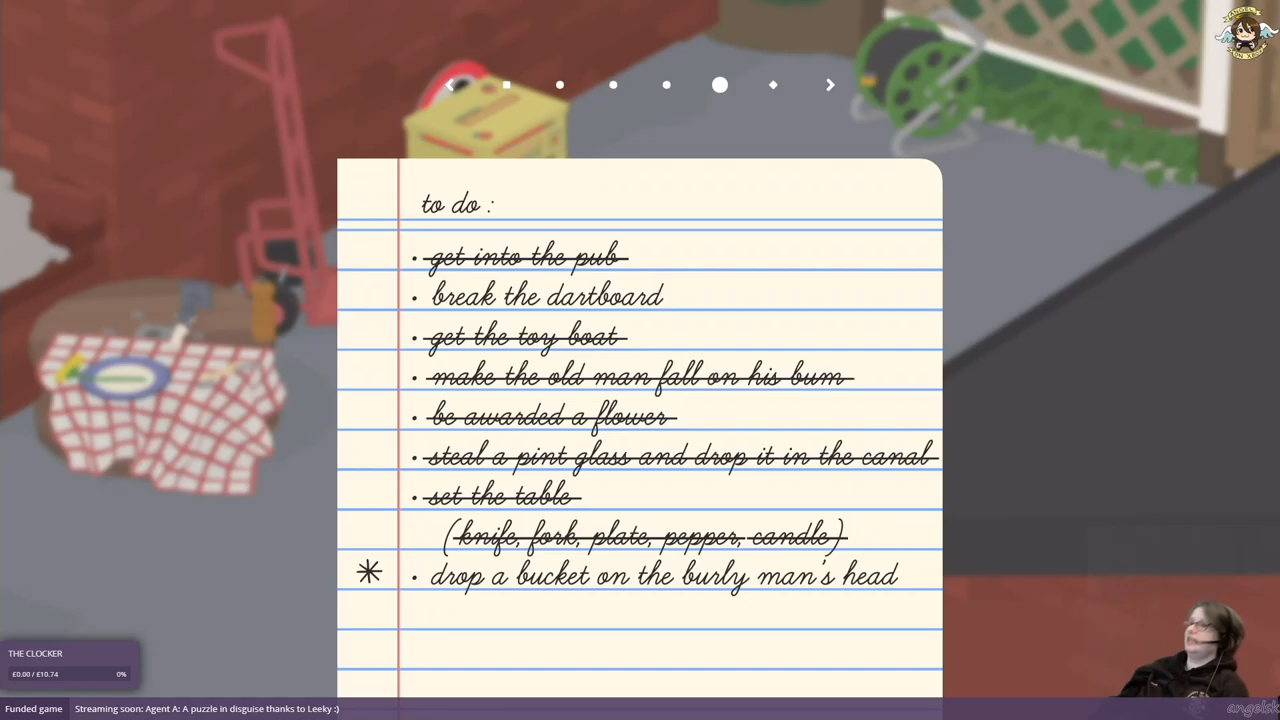 to do :
• get into the pub
• break the dartboard
• get the toy boat
• make the old man fall on his bum
• be awarded a flower
• steal a pint glass and drop it in the canal
• set the table
(knife, fork, plate, pepper, candle)
• drop a bucket on the burly man's head
THE CLOCKER
£0.00 / £10.74 0%
Funded game Streaming soon: Agent A: A puzzle in disguise thanks to Leeky :)